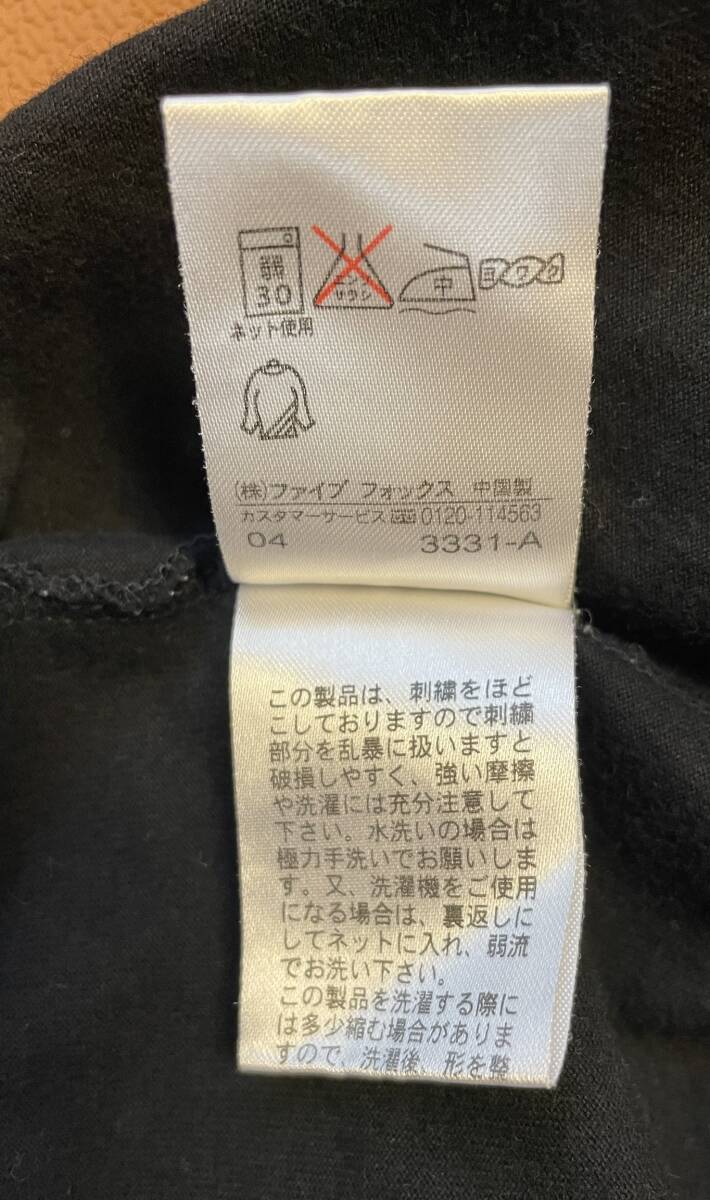 弱
30
ネット使用
エンソ
サラシ
中
ヨワク
(株)ファイブ フォックス 中国製
カスタマーサービス 0120-114563
04 3331-A
この製品は、刺繍をほど
こしておりますので刺繍
部分を乱暴に扱いますと
破損しやすく、強い摩擦
や洗濯には充分注意して
下さい。水洗いの場合は
極力手洗いでお願いしま
す。又、洗濯機をご使用
になる場合は、裏返しに
してネットに入れ、弱流
でお洗い下さい。
この製品を洗濯する際に
は多少縮む場合がありま
すので、洗濯後、形を整